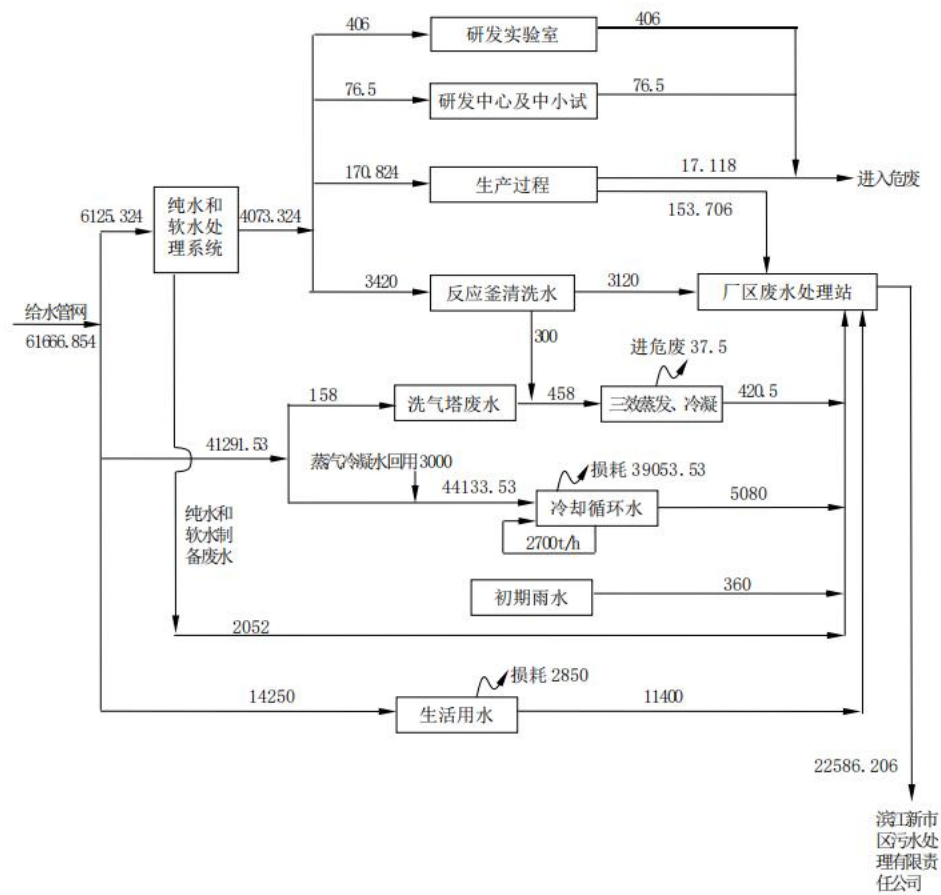 406
研发实验室
406
76.5
研发中心及中小试
76.5
170.824
生产过程
17.118
进入危废
153.706
6125.324
纯水和
软水处
理系统
4073.324
3420
反应釜清洗水
3120
厂区废水处理站
给水管网
61666.854
300
进危废 37.5
158
洗气塔废水
458
三效蒸发、冷凝
420.5
41291.53
蒸汽冷凝水回用3000
损耗 39053.53
44133.53
冷却循环水
5080
2700t/h
纯水和
软水制
备废水
初期雨水
360
2052
损耗 2850
14250
生活用水
11400
22586.206
滨江新市
区污水处
理有限责
任公司